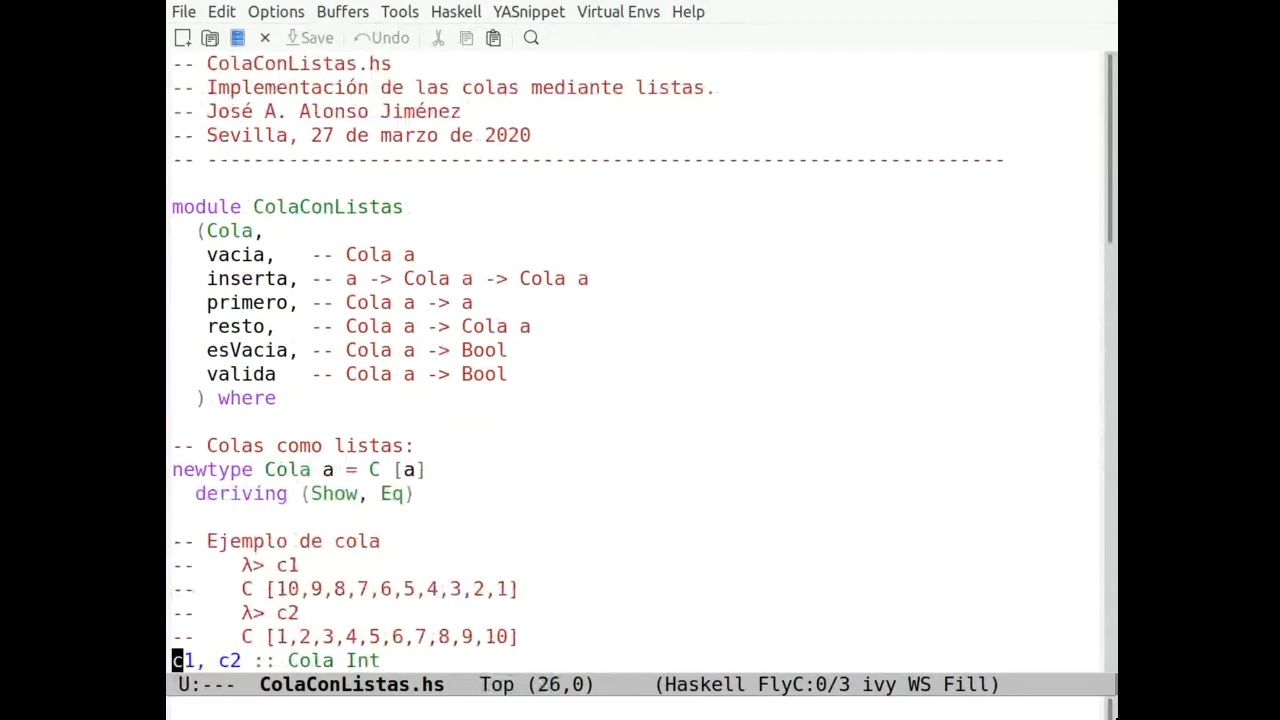 File Edit Options Buffers Tools Haskell YASnippet Virtual Envs Help
Save Undo
-- ColaConListas.hs
-- Implementación de las colas mediante listas.
-- José A. Alonso Jiménez
-- Sevilla, 27 de marzo de 2020
-- ---------------------------------------------------------------------
module ColaConListas
(Cola,
vacia, -- Cola a
inserta, -- a -> Cola a -> Cola a
primero, -- Cola a -> a
resto, -- Cola a -> Cola a
esVacia, -- Cola a -> Bool
valida -- Cola a -> Bool
) where
-- Colas como listas:
newtype Cola a = C [a]
deriving (Show, Eq)
-- Ejemplo de cola
-- λ> c1
-- C [10,9,8,7,6,5,4,3,2,1]
-- λ> c2
-- C [1,2,3,4,5,6,7,8,9,10]
c1, c2 :: Cola Int
U:--- ColaConListas.hs Top (26,0) (Haskell FlyC:0/3 ivy WS Fill)